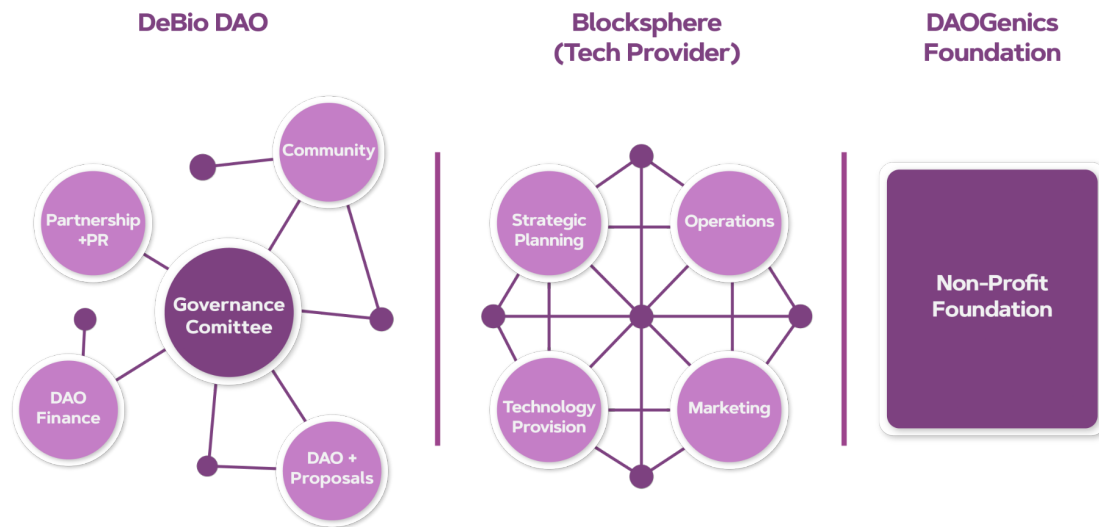 DeBio DAO
Blocksphere
(Tech Provider)
DAOGenics
Foundation
Community
Partnership
+PR
Governance
Comittee
DAO
Finance
DAO +
Proposals
Strategic
Planning
Operations
Technology
Provision
Marketing
Non-Profit
Foundation